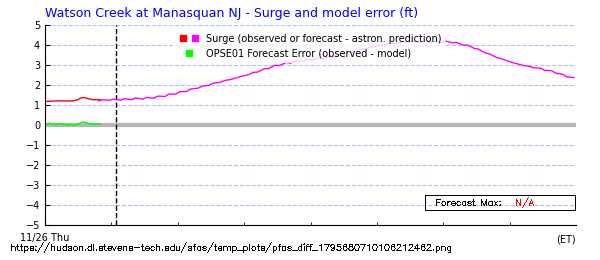 Watson Creek at Manasquan NJ - Surge and model error (ft)
Surge (observed or forecast - astron. prediction)
OPSE01 Forecast Error (observed - model)
5
4
3
2
1
0
−1
−2
−3
−4
−5
Forecast Max: N/A
11/26 Thu
(ET)
https://hudson.dl.stevens-tech.edu/sfas/temp_plots/pfas_diff_1795680710106212462.png